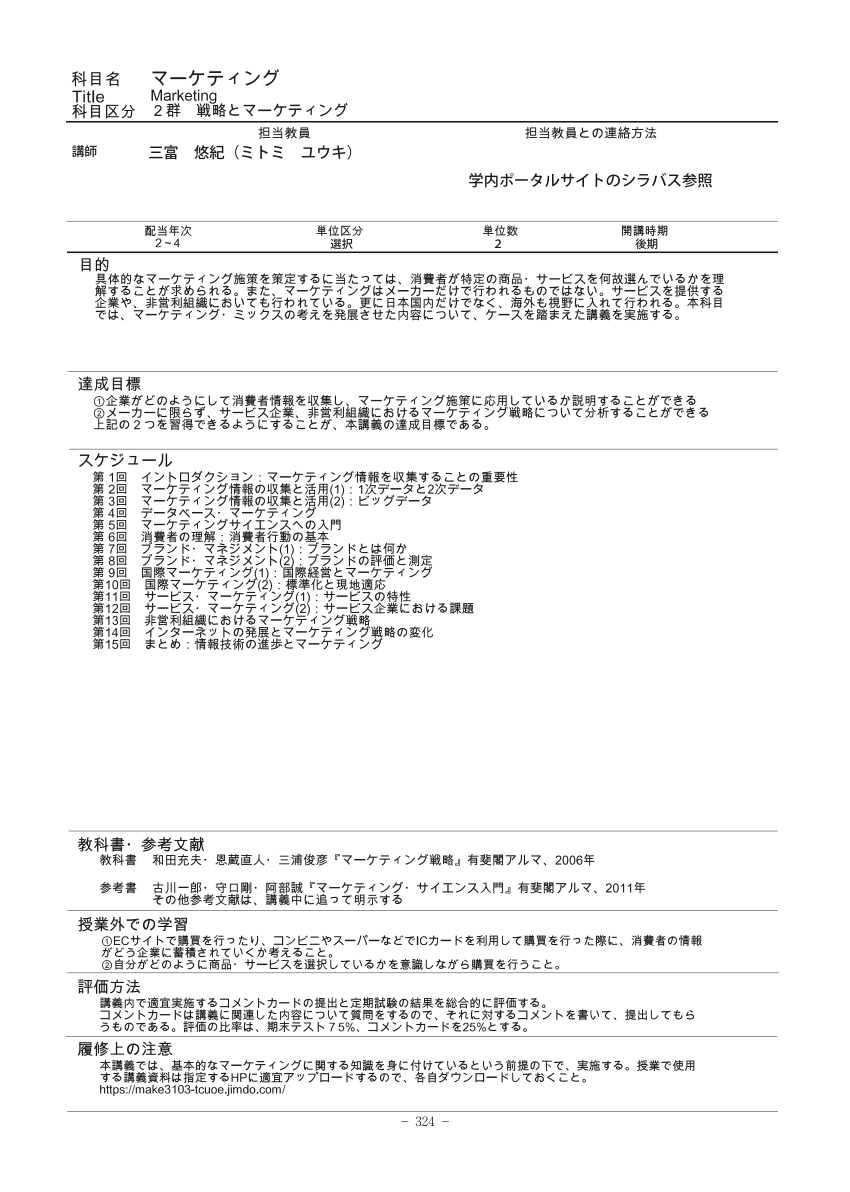 科目名 マーケティング
Title Marketing
科目区分 ２群 戦略とマーケティング
担当教員 担当教員との連絡方法
講師 三富 悠紀（ミトミ ユウキ）
学内ポータルサイトのシラバス参照
配当年次 単位区分 単位数 開講時期
２～４ 選択 2 後期
目的
具体的なマーケティング施策を策定するに当たっては、消費者が特定の商品・サービスを何故選んでいるかを理
解することが求められる。また、マーケティングはメーカーだけで行われるものではない。サービスを提供する
企業や、非営利組織においても行われている。更に日本国内だけでなく、海外も視野に入れて行われる。本科目
では、マーケティング・ミックスの考えを発展させた内容について、ケースを踏まえた講義を実施する。
達成目標
①企業がどのようにして消費者情報を収集し、マーケティング施策に応用しているか説明することができる
②メーカーに限らず、サービス企業、非営利組織におけるマーケティング戦略について分析することができる
上記の２つを習得できるようにすることが、本講義の達成目標である。
スケジュール
第 1回 イントロダクション：マーケティング情報を収集することの重要性
第 2回 マーケティング情報の収集と活用(1)：1次データと2次データ
第 3回 マーケティング情報の収集と活用(2)：ビッグデータ
第 4回 データベース・マーケティング
第 5回 マーケティングサイエンスへの入門
第 6回 消費者の理解：消費者行動の基本
第 7回 ブランド・マネジメント(1)：ブランドとは何か
第 8回 ブランド・マネジメント(2)：ブランドの評価と測定
第 9回 国際マーケティング(1)：国際経営とマーケティング
第10回 国際マーケティング(2)：標準化と現地適応
第11回 サービス・マーケティング(1)：サービスの特性
第12回 サービス・マーケティング(2)：サービス企業における課題
第13回 非営利組織におけるマーケティング戦略
第14回 インターネットの発展とマーケティング戦略の変化
第15回 まとめ：情報技術の進歩とマーケティング
教科書・参考文献
教科書 和田充夫・恩蔵直人・三浦俊彦『マーケティング戦略』有斐閣アルマ、2006年
参考書 古川一郎・守口剛・阿部誠『マーケティング・サイエンス入門』有斐閣アルマ、2011年
その他参考文献は、講義中に追って明示する
授業外での学習
①ECサイトで購買を行ったり、コンビニやスーパーなどでICカードを利用して購買を行った際に、消費者の情報
がどう企業に蓄積されていくか考えること。
②自分がどのように商品・サービスを選択しているかを意識しながら購買を行うこと。
評価方法
講義内で適宜実施するコメントカードの提出と定期試験の結果を総合的に評価する。
コメントカードは講義に関連した内容について質問をするので、それに対するコメントを書いて、提出してもら
うものである。評価の比率は、期末テスト７5%、コメントカードを25%とする。
履修上の注意
本講義では、基本的なマーケティングに関する知識を身に付けているという前提の下で、実施する。授業で使用
する講義資料は指定するHPに適宜アップロードするので、各自ダウンロードしておくこと。
https://make3103-tcuoe.jimdo.com/
－ 324 －